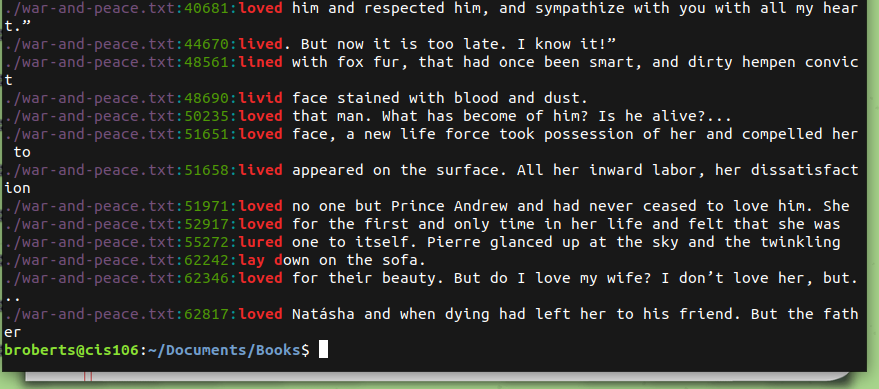 ./war-and-peace.txt:40681:loved him and respected him, and sympathize with you with all my hear
t.”
./war-and-peace.txt:44670:lived. But now it is too late. I know it!”
./war-and-peace.txt:48561:lined with fox fur, that had once been smart, and dirty hempen convic
t
./war-and-peace.txt:48690:livid face stained with blood and dust.
./war-and-peace.txt:50235:loved that man. What has become of him? Is he alive?...
./war-and-peace.txt:51651:loved face, a new life force took possession of her and compelled her
 to
./war-and-peace.txt:51658:lived appeared on the surface. All her inward labor, her dissatisfact
ion
./war-and-peace.txt:51971:loved no one but Prince Andrew and had never ceased to love him. She
./war-and-peace.txt:52917:loved for the first and only time in her life and felt that she was
./war-and-peace.txt:55272:lured one to itself. Pierre glanced up at the sky and the twinkling
./war-and-peace.txt:62242:lay down on the sofa.
./war-and-peace.txt:62346:loved for their beauty. But do I love my wife? I don’t love her, but.
..
./war-and-peace.txt:62817:loved Natásha and when dying had left her to his friend. But the fath
er
broberts@cis106:~/Documents/Books$